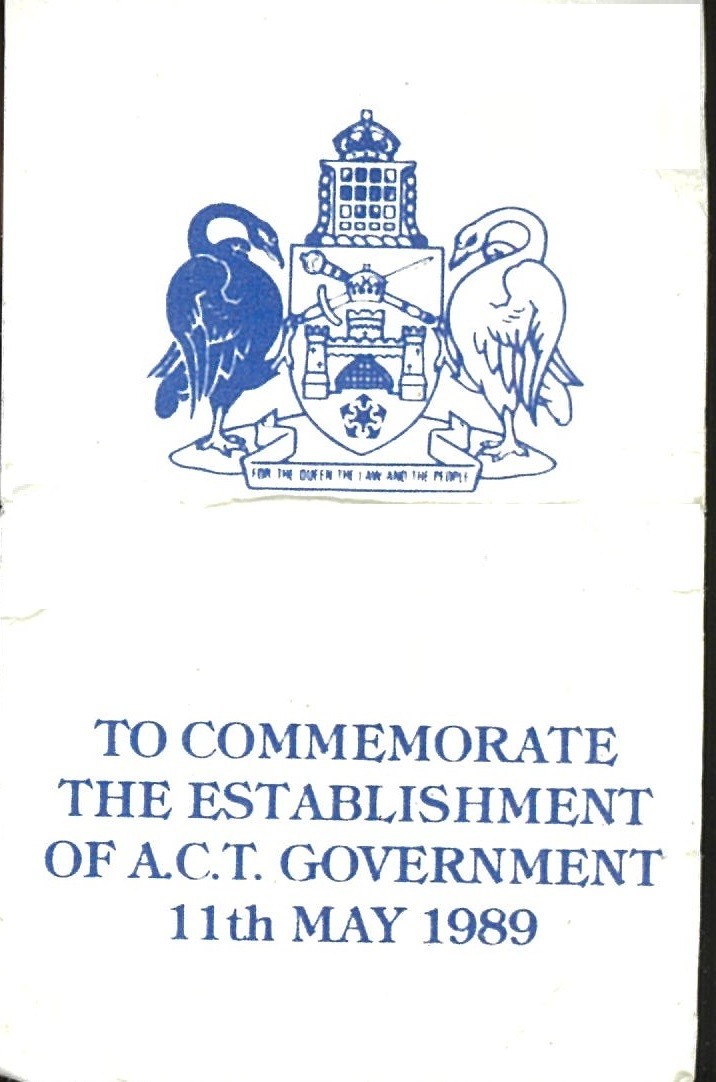 FOR THE QUEEN THE LAW AND THE PEOPLE
TO COMMEMORATE
THE ESTABLISHMENT
OF A.C.T. GOVERNMENT
11th MAY 1989